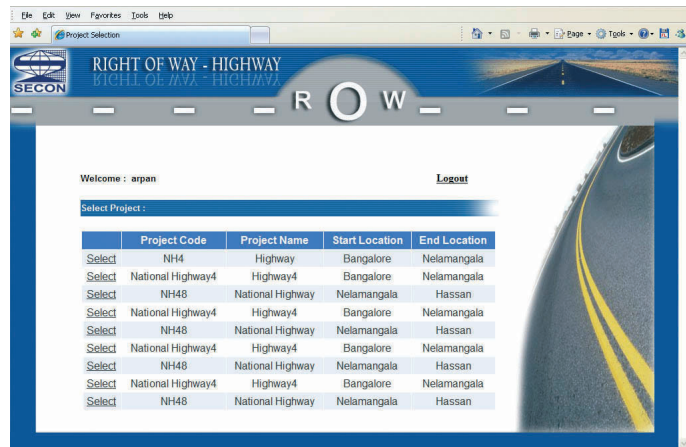 File Edit View Favorites Tools Help
Project Selection
Page Tools
SECON
RIGHT OF WAY - HIGHWAY
R O W
Welcome : arpan Logout
Select Project :
Project Code Project Name Start Location End Location
Select NH4 Highway Bangalore Nelamangala
Select National Highway4 Highway4 Bangalore Nelamangala
Select NH48 National Highway Nelamangala Hassan
Select National Highway4 Highway4 Bangalore Nelamangala
Select NH48 National Highway Nelamangala Hassan
Select National Highway4 Highway4 Bangalore Nelamangala
Select NH48 National Highway Nelamangala Hassan
Select National Highway4 Highway4 Bangalore Nelamangala
Select NH48 National Highway Nelamangala Hassan